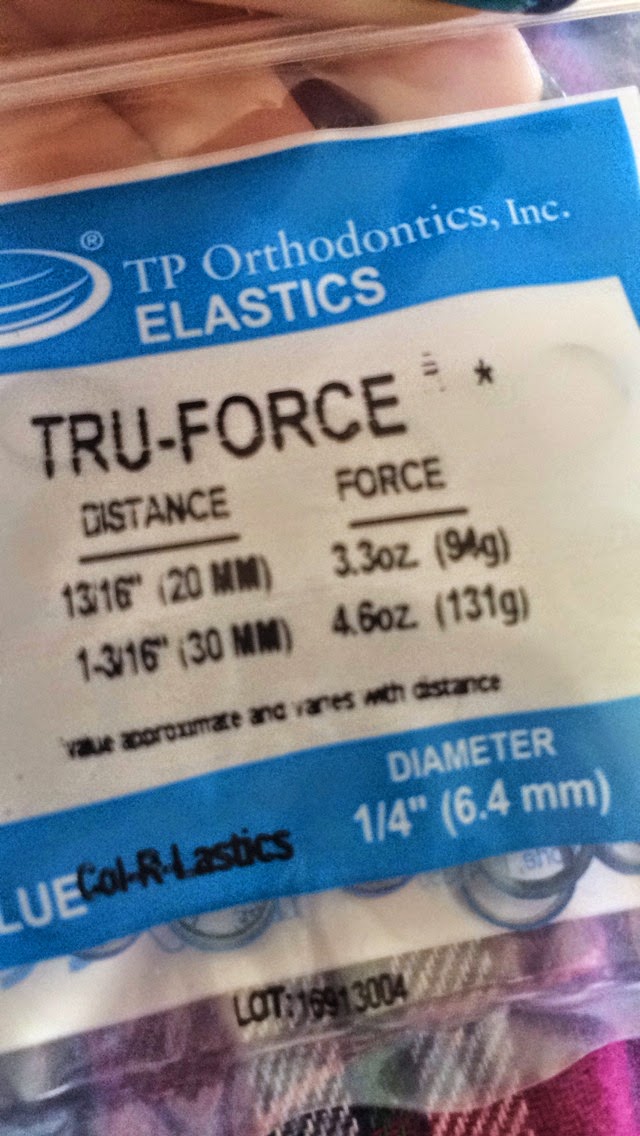 ®
TP Orthodontics, Inc.
ELASTICS
TRU-FORCE *
DISTANCE FORCE
13/16" (20 MM) 3.3oz. (94g)
1-3/16" (30 MM) 4.6oz. (131g)
value approximate and varies with distance
DIAMETER
1/4" (6.4 mm)
LUE Col-R-Lastics
LOT:16913004